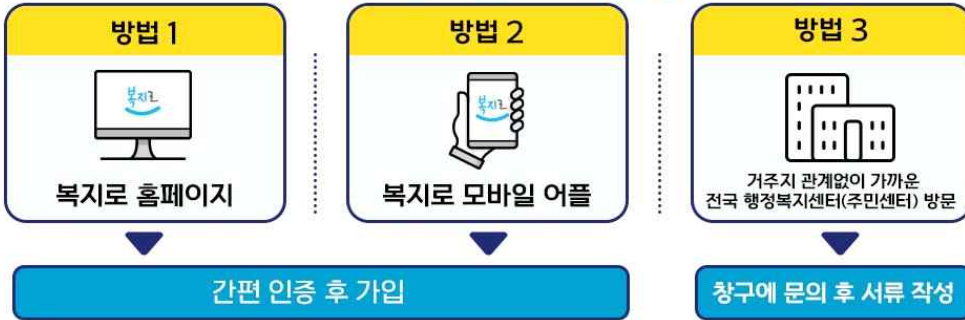 방법 1
복지로
복지로 홈페이지
방법 2
복지로
복지로 모바일 어플
방법 3
거주지 관계없이 가까운
전국 행정복지센터(주민센터) 방문
간편 인증 후 가입
창구에 문의 후 서류 작성